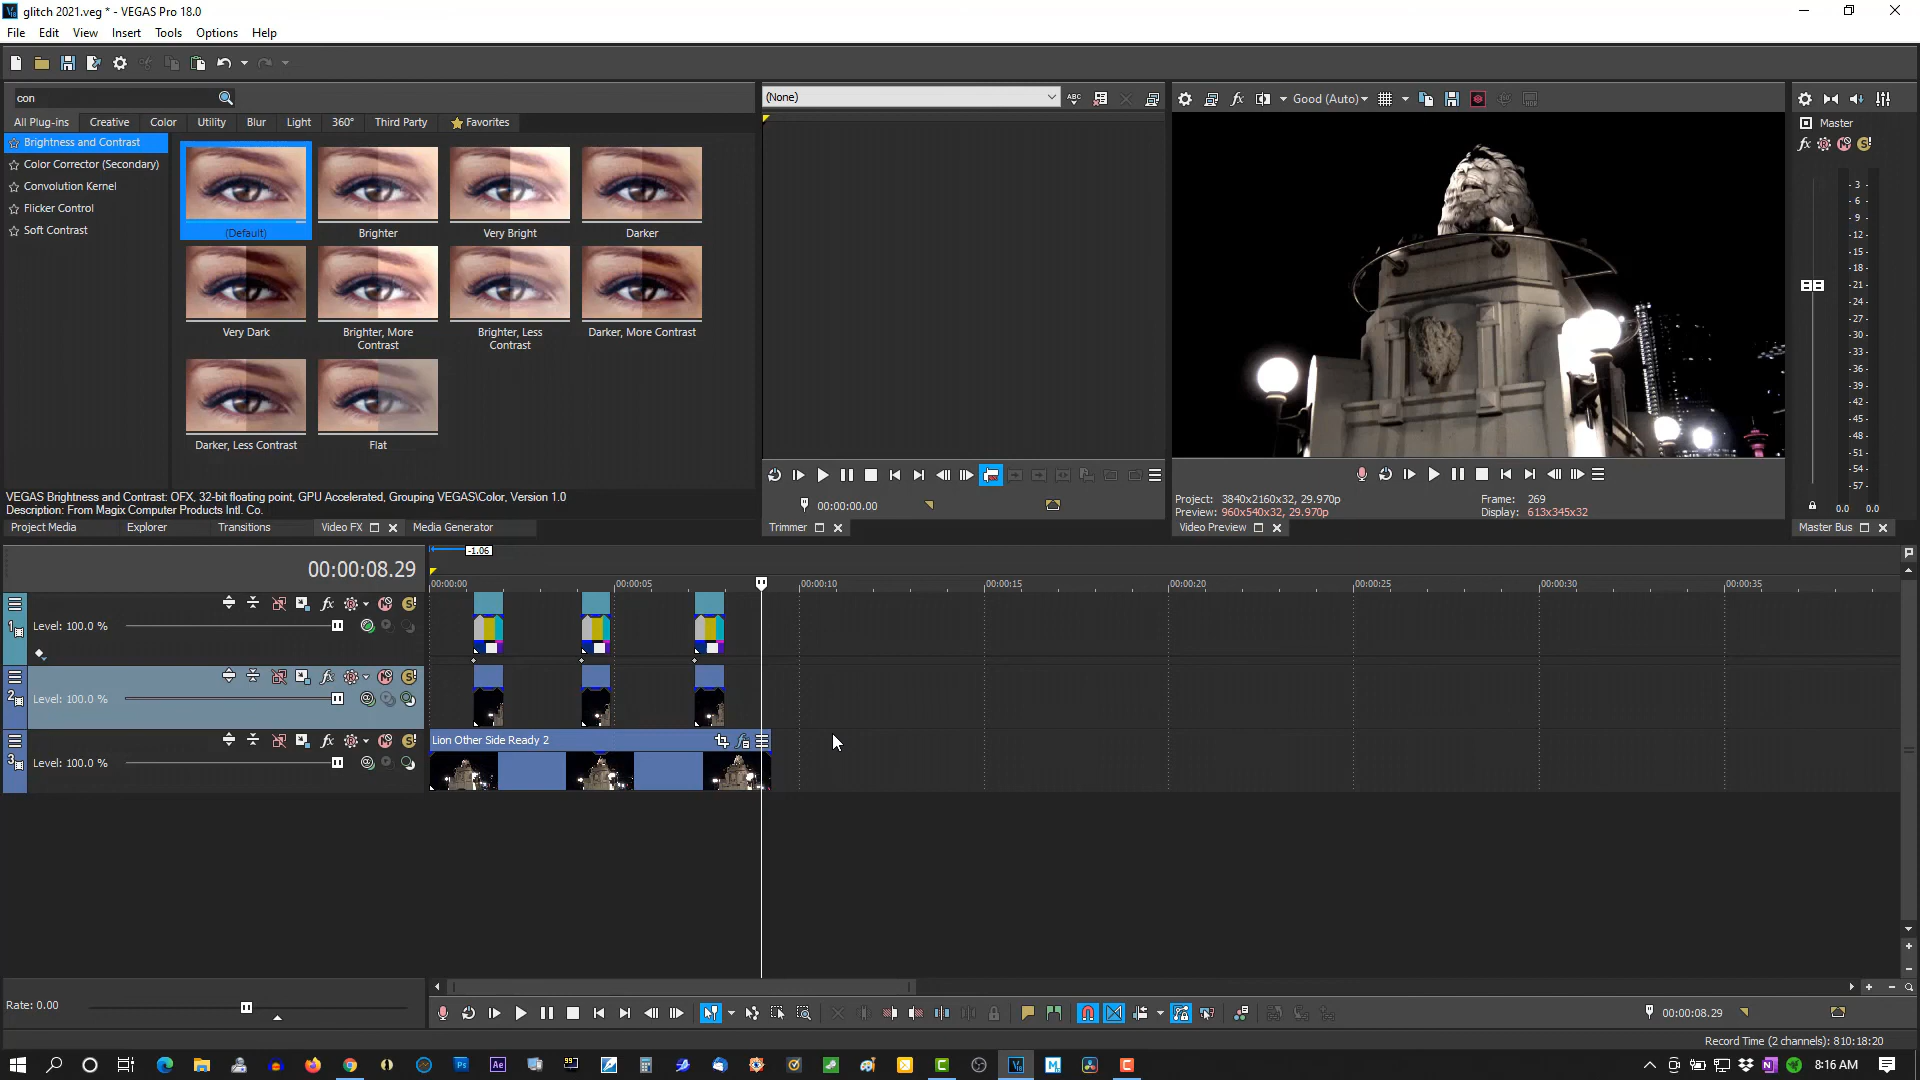 glitch 2021.veg * - VEGAS Pro 18.0
File Edit View Insert Tools Options Help
con
(None)
Good (Auto)
All Plug-ins Creative Color Utility Blur Light 360° Third Party Favorites
Master
Brightness and Contrast
Color Corrector (Secondary)
Convolution Kernel
Flicker Control
Soft Contrast
(Default) Brighter Very Bright Darker
Very Dark Brighter, More Contrast Brighter, Less Contrast Darker, More Contrast
Darker, Less Contrast Flat
- 3 -
- 6 -
- 9 -
-12-
-15-
-18-
-21-
-24-
-27-
-30-
-33-
-36-
-39-
-42-
-45-
-48-
-51-
-54-
-57-
VEGAS Brightness and Contrast: OFX, 32-bit floating point, GPU Accelerated, Grouping VEGAS\Color, Version 1.0
Description: From Magix Computer Products Intl. Co.
00:00:00.00
Project: 3840x2160x32, 29.970p Frame: 269
Preview: 960x540x32, 29.970p Display: 613x345x32
0.0 0.0
Project Media Explorer Transitions Video FX Media Generator
Trimmer
Video Preview
Master Bus
-1.06
00:00:08.29
00:00:00 00:00:05 00:00:10 00:00:15 00:00:20 00:00:25 00:00:30 00:00:35
1 Level: 100.0 %
2 Level: 100.0 %
Lion Other Side Ready 2
3 Level: 100.0 %
Rate: 0.00
00:00:08.29
Record Time (2 channels): 810:18:20
8:16 AM